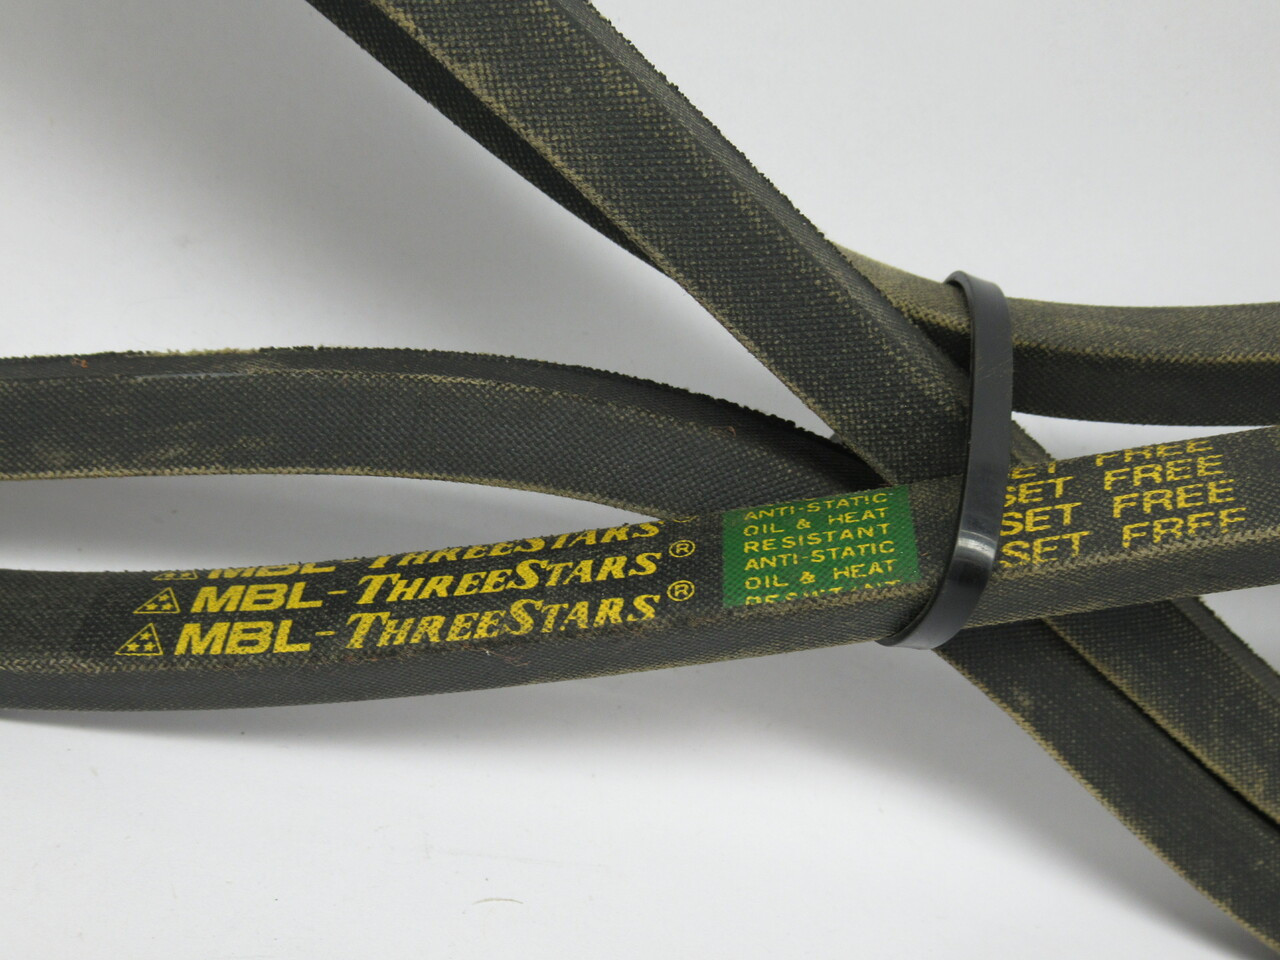 MBL-THREESTARS
MBL-THREESTARS®
MBL-THREESTARS®
ANTI-STATIC
OIL & HEAT
RESISTANT
ANTI-STATIC
OIL & HEAT
RESISTANT
SET FREE
SET FREE
SET FREE
SET FREE